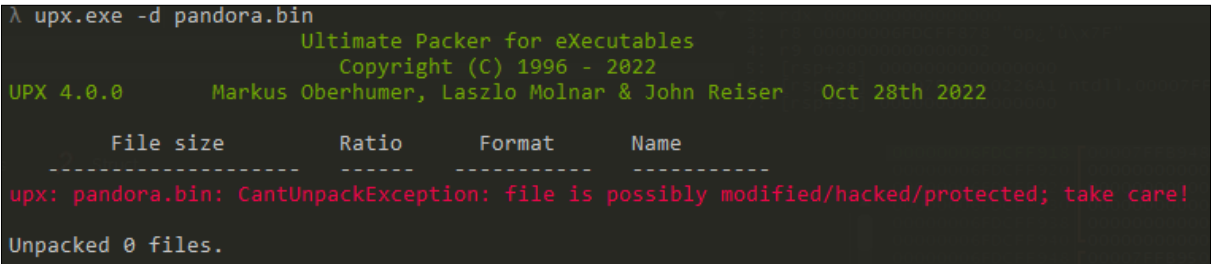 λ upx.exe -d pandora.bin
Ultimate Packer for eXecutables
Copyright (C) 1996 - 2022
UPX 4.0.0 Markus Oberhumer, Laszlo Molnar & John Reiser Oct 28th 2022
File size Ratio Format Name
-------------------- ------ ----------- -----------
upx: pandora.bin: CantUnpackException: file is possibly modified/hacked/protected; take care!
Unpacked 0 files.